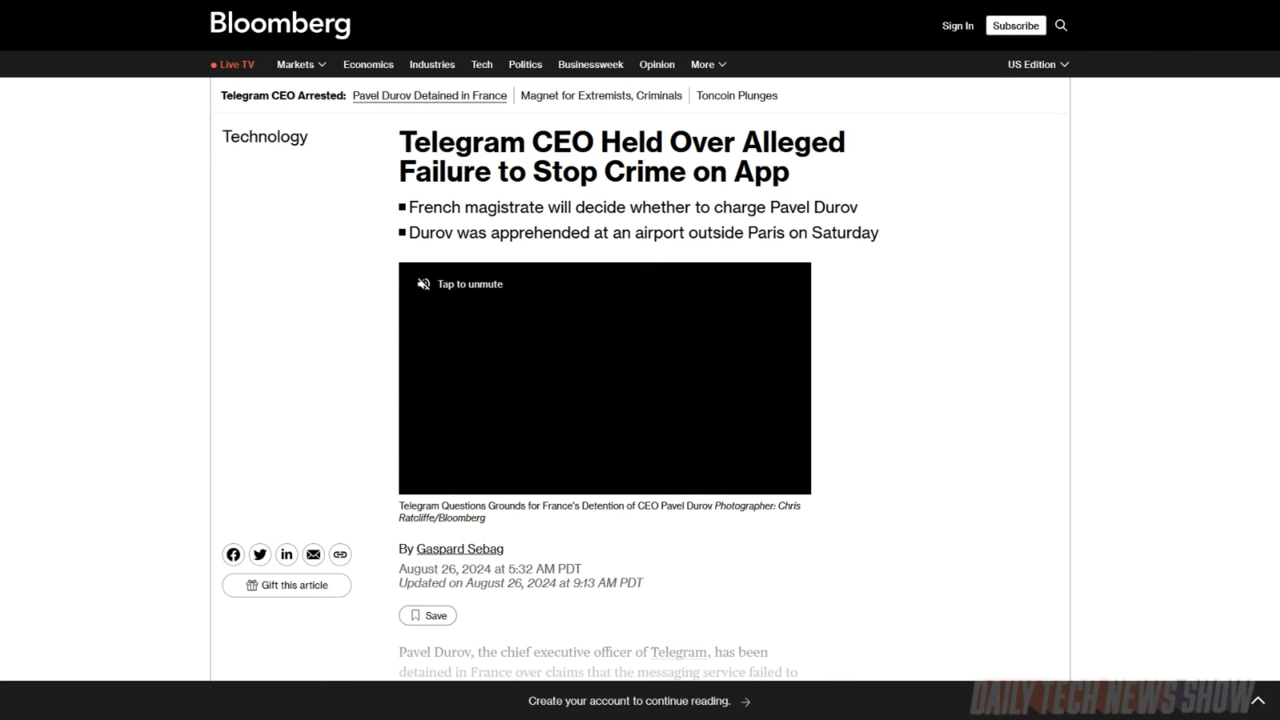 Bloomberg
Sign In
Subscribe
Live TV
Markets
Economics
Industries
Tech
Politics
Businessweek
Opinion
More
US Edition
Telegram CEO Arrested:
Pavel Durov Detained in France
Magnet for Extremists, Criminals
Toncoin Plunges
Technology
Telegram CEO Held Over Alleged
Failure to Stop Crime on App
French magistrate will decide whether to charge Pavel Durov
Durov was apprehended at an airport outside Paris on Saturday
Tap to unmute
Telegram Questions Grounds for France's Detention of CEO Pavel Durov Photographer: Chris
Ratcliffe/Bloomberg
By Gaspard Sebag
August 26, 2024 at 5:32 AM PDT
Updated on August 26, 2024 at 9:13 AM PDT
Gift this article
Save
Pavel Durov, the chief executive officer of Telegram, has been
detained in France over claims that the messaging service failed to
Create your account to continue reading.
DAILY TECH NEWS SHOW